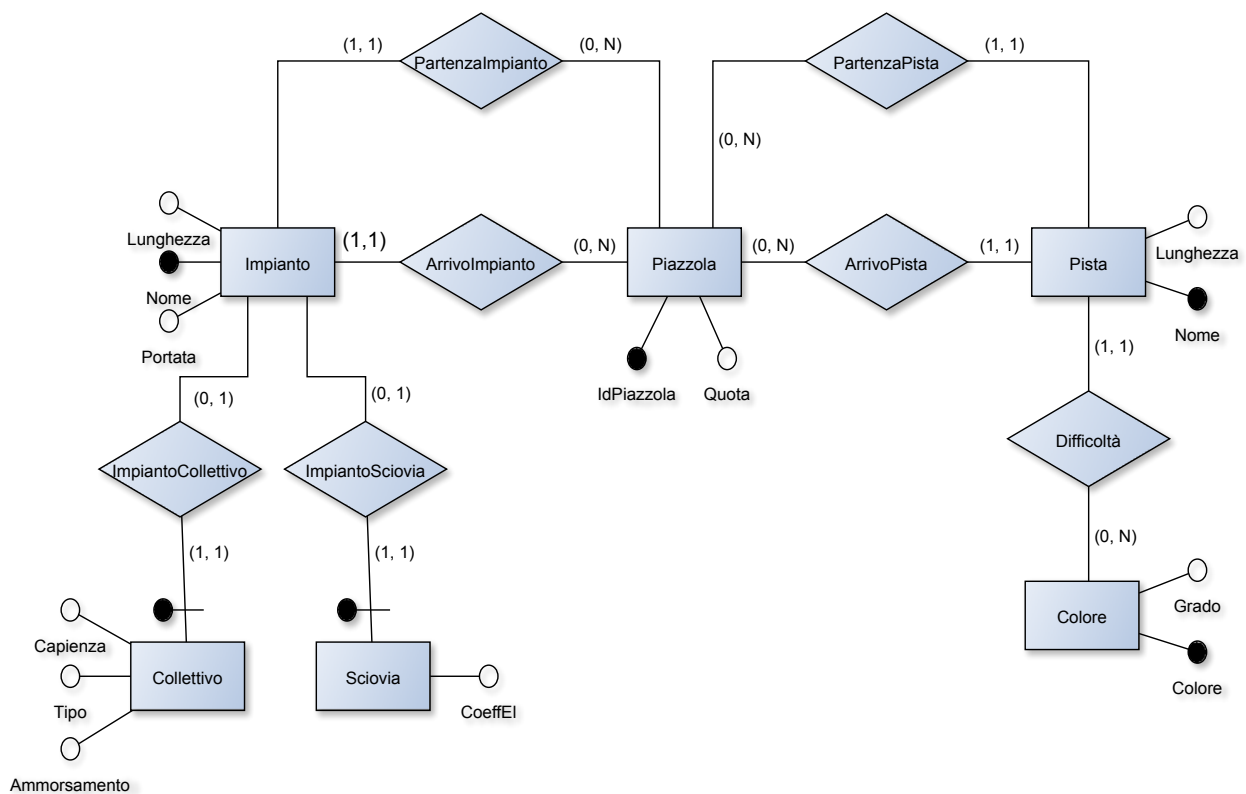 (1, 1)
(0, N)
(1, 1)
PartenzaImpianto
PartenzaPista
(0, N)
Lunghezza
(1,1)
(0, N)
(0, N)
(1, 1)
Lunghezza
Impianto
ArrivoImpianto
Piazzola
ArrivoPista
Pista
Nome
Nome
Portata
(1, 1)
IdPiazzola
Quota
(0, 1)
(0, 1)
Difficoltà
ImpiantoCollettivo
ImpiantoSciovia
(0, N)
(1, 1)
(1, 1)
Grado
Colore
Capienza
Collettivo
Sciovia
Colore
Tipo
CoeffEl
Ammorsamento